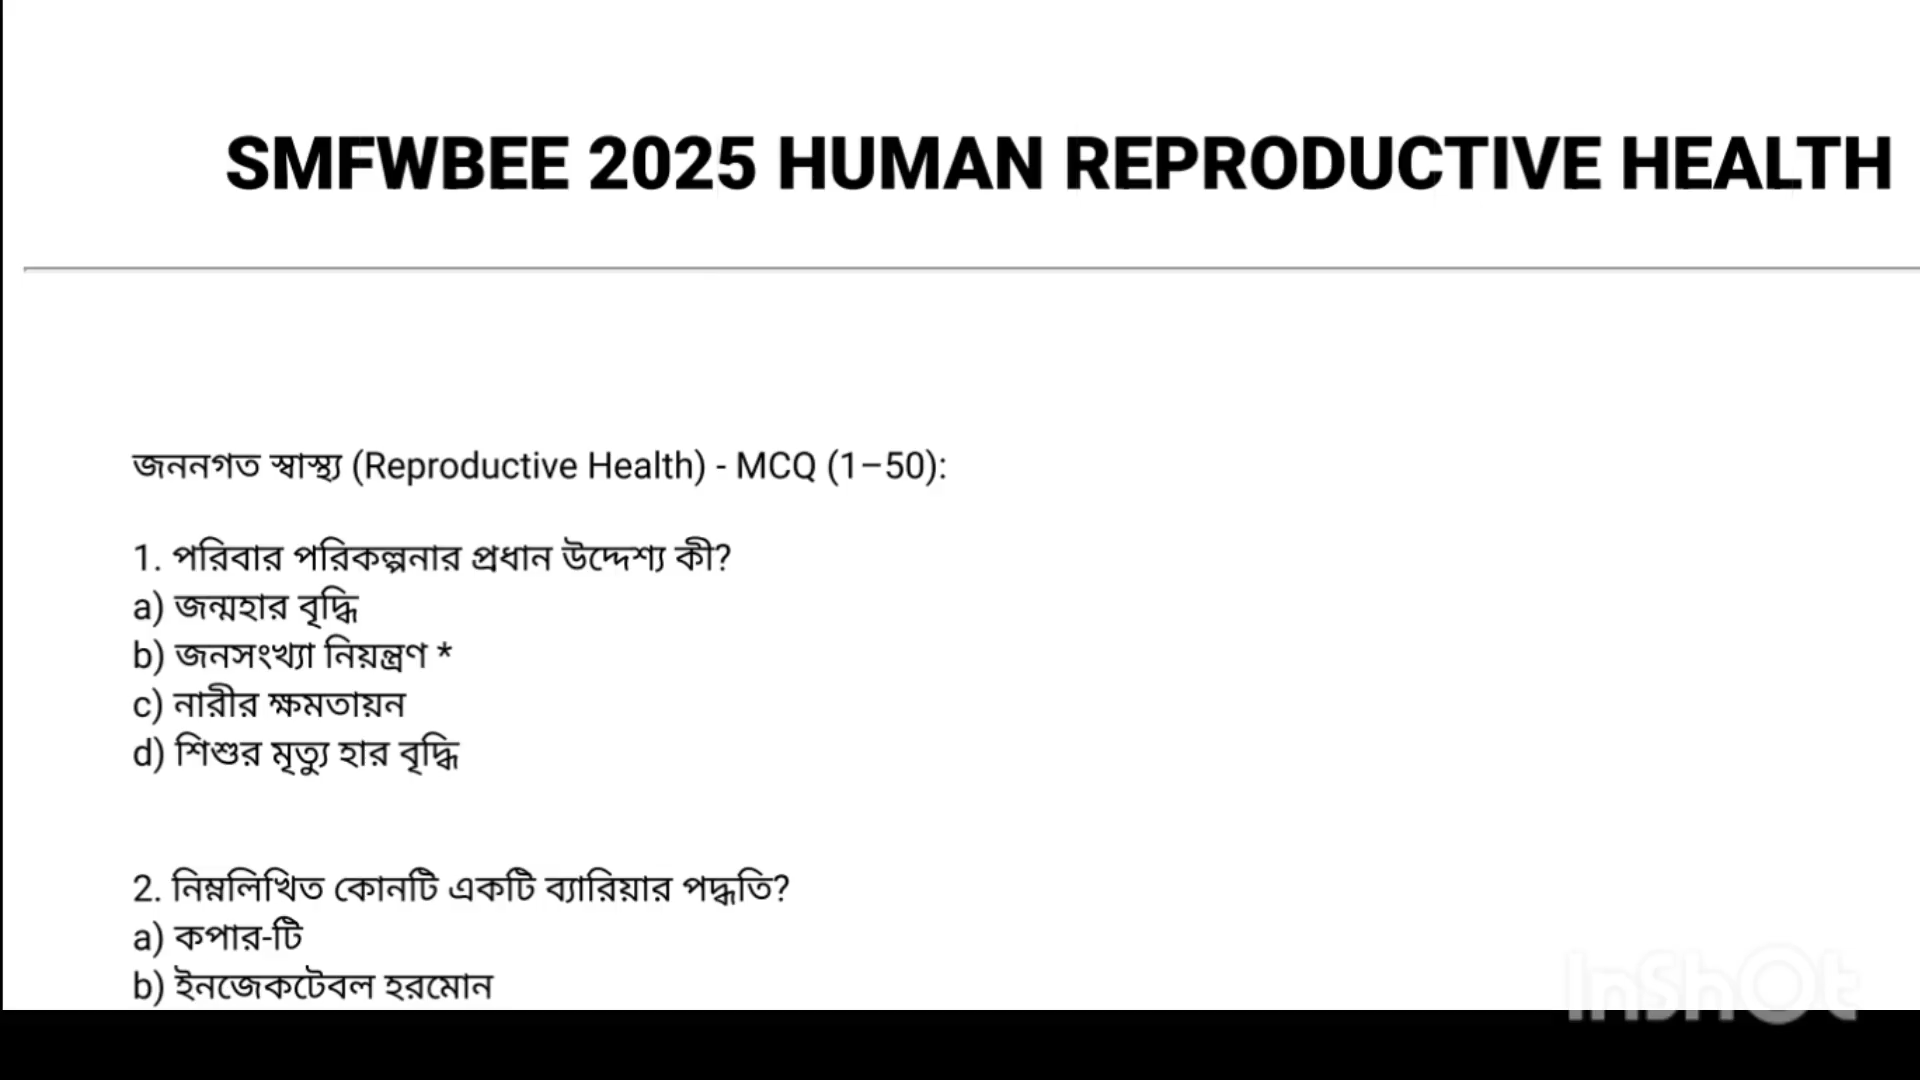 SMFWBEE 2025 HUMAN REPRODUCTIVE HEALTH
জননগত স্বাস্থ্য (Reproductive Health) - MCQ (1–50):
1. পরিবার পরিকল্পনার প্রধান উদ্দেশ্য কী?
a) জন্মহার বৃদ্ধি
b) জনসংখ্যা নিয়ন্ত্রণ *
c) নারীর ক্ষমতায়ন
d) শিশুর মৃত্যু হার বৃদ্ধি
2. নিম্নলিখিত কোনটি একটি ব্যারিয়ার পদ্ধতি?
a) কপার-টি
b) ইনজেকটেবল হরমোন
InShOt